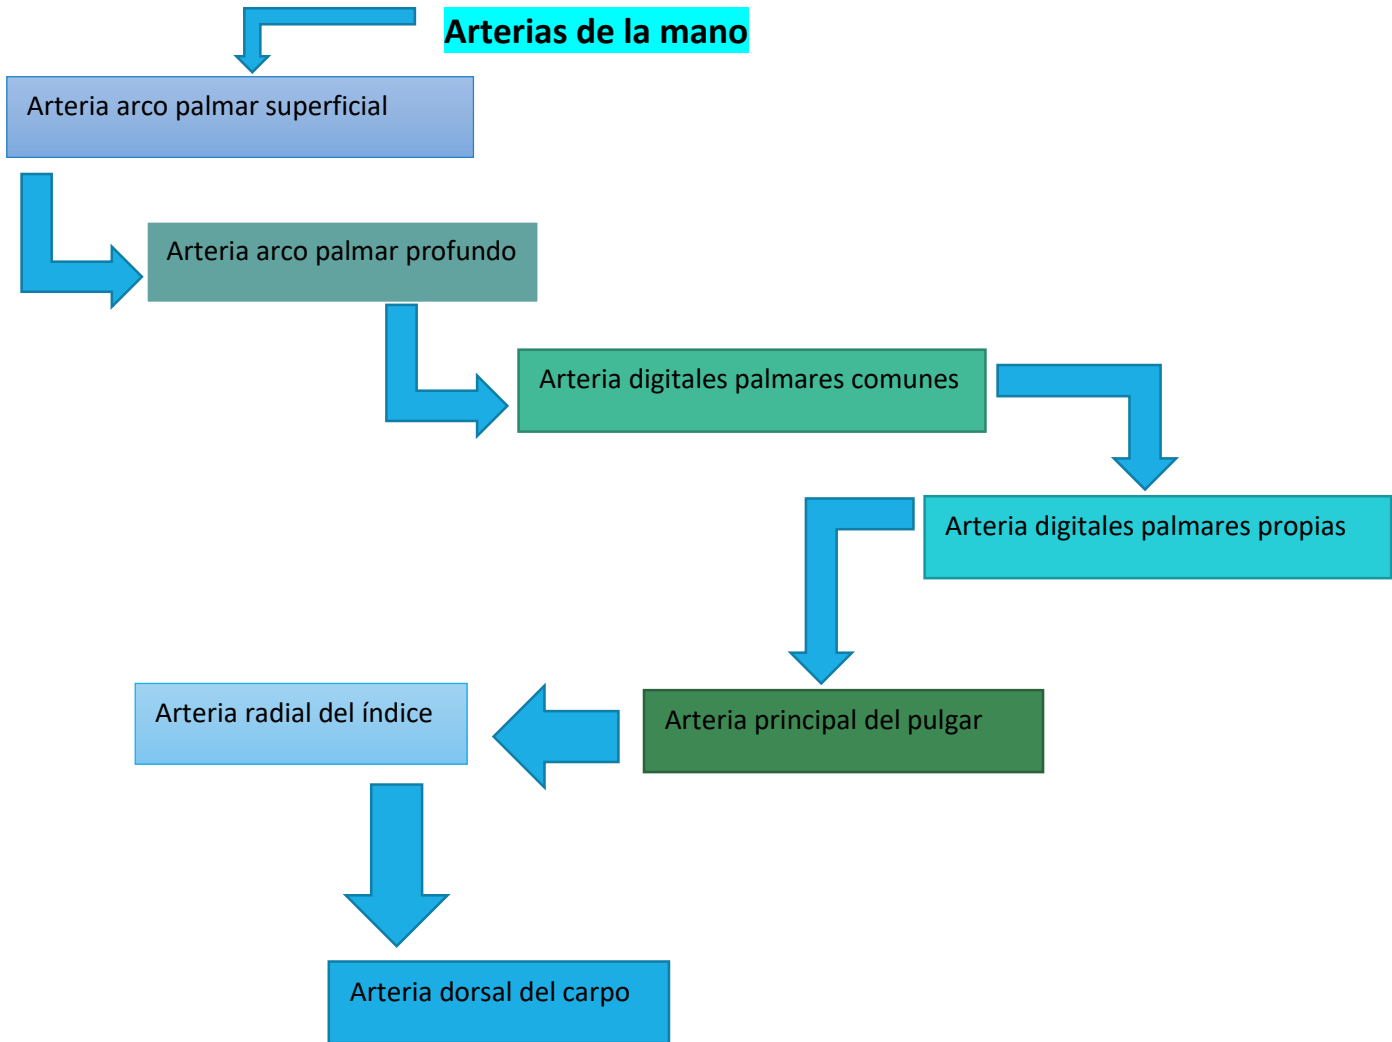 Arterias de la mano
Arteria arco palmar superficial
Arteria arco palmar profundo
Arteria digitales palmares comunes
Arteria digitales palmares propias
Arteria principal del pulgar
Arteria radial del índice
Arteria dorsal del carpo